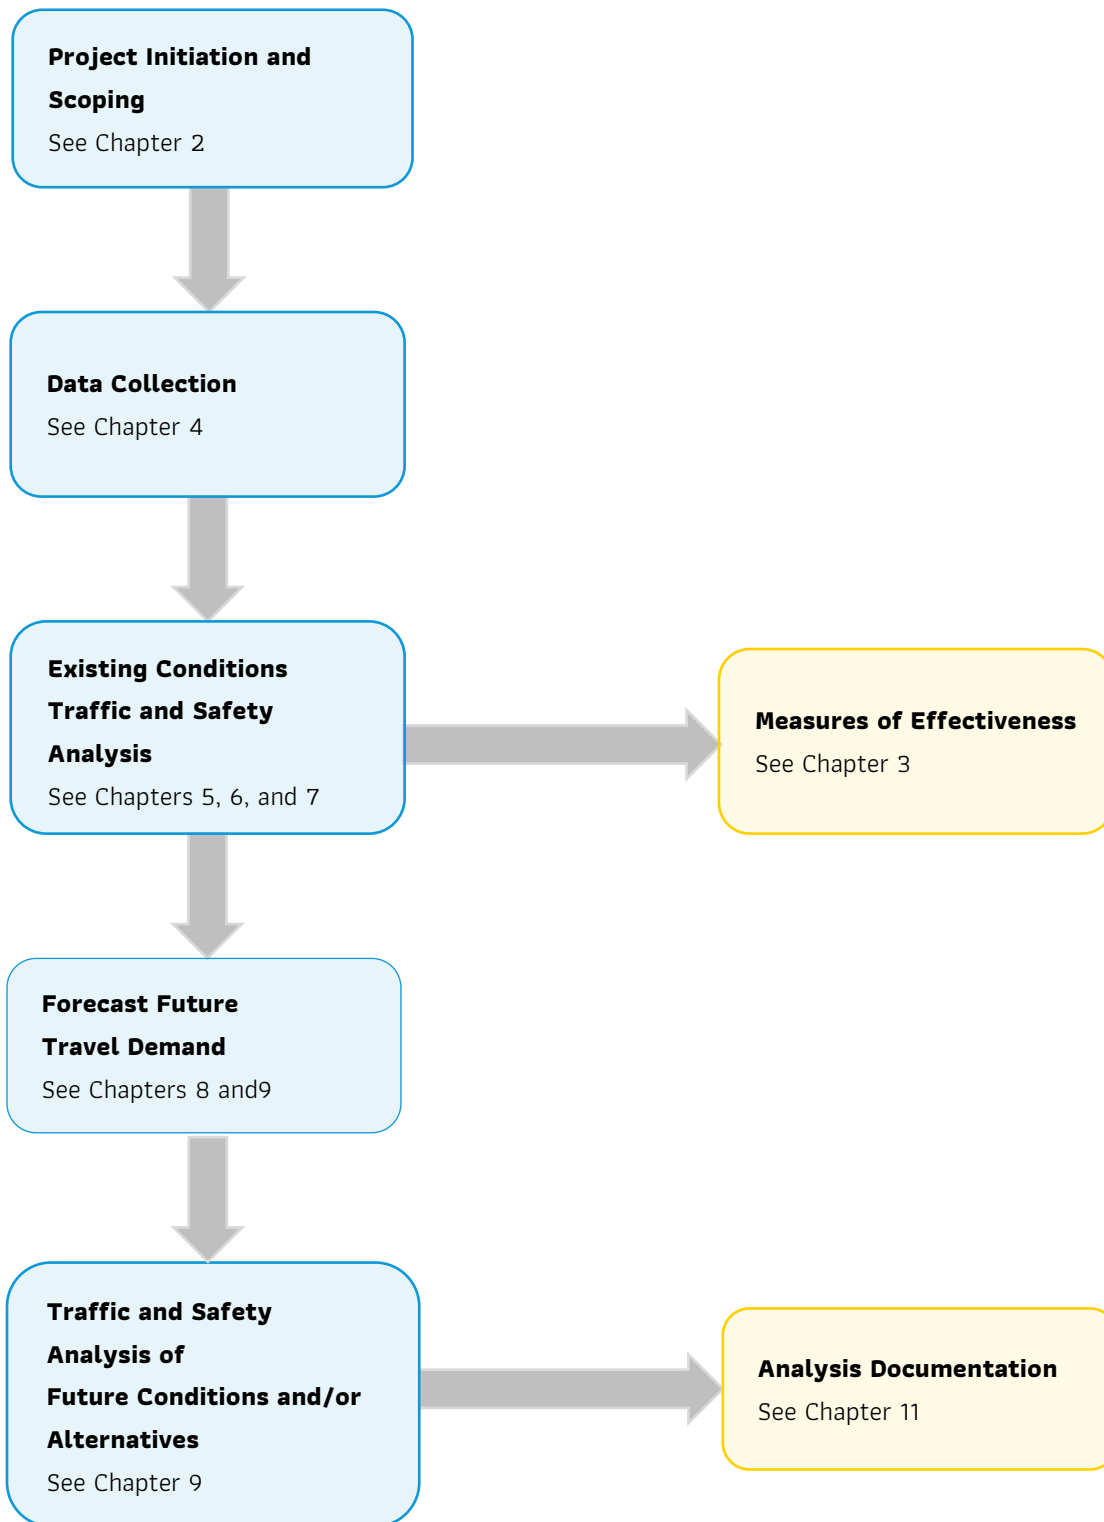 Project Initiation and
Scoping
See Chapter 2
Data Collection
See Chapter 4
Existing Conditions
Traffic and Safety
Analysis
See Chapters 5, 6, and 7
Measures of Effectiveness
See Chapter 3
Forecast Future
Travel Demand
See Chapters 8 and9
Traffic and Safety
Analysis of
Future Conditions and/or
Alternatives
See Chapter 9
Analysis Documentation
See Chapter 11